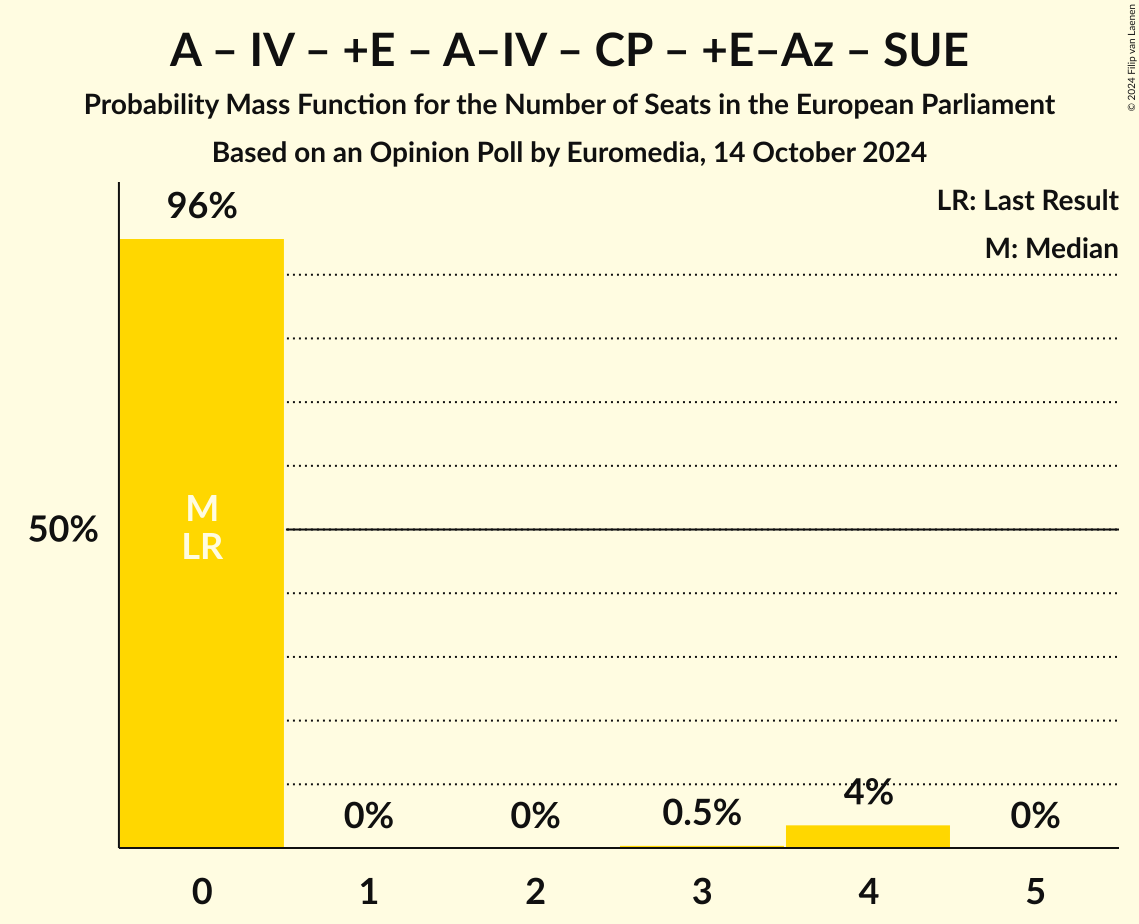 A – IV – +E – A–IV – CP – +E–Az – SUE
Probability Mass Function for the Number of Seats in the European Parliament
Based on an Opinion Poll by Euromedia, 14 October 2024
© 2024 Filip van Laenen
LR: Last Result
M: Median
96%
M
LR
50%
0%
0%
0.5%
4%
0%
0
1
2
3
4
5